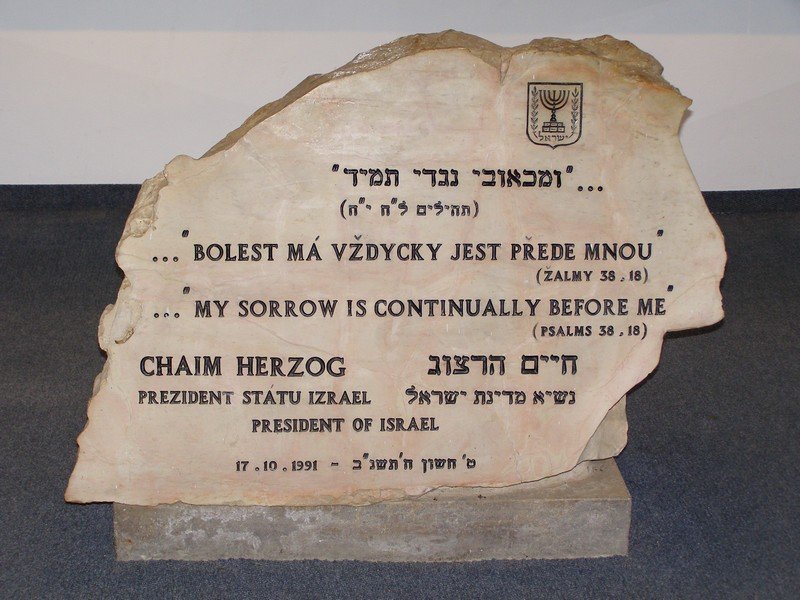 ישראל
..."ומכאובי נגדי תמיד"
(תהילים ל"ח י"ח)
..."BOLEST MÁ VŽDYCKY JEST PŘEDE MNOU"
(ŽALMY 38.18)
..."MY SORROW IS CONTINUALLY BEFORE ME"
(PSALMS 38.18)
CHAIM HERZOG חיים הרצוג
PREZIDENT STÁTU IZRAEL נשיא מדינת ישראל
PRESIDENT OF ISRAEL
17.10.1991 - ט' חשון ה'תשנ"ב